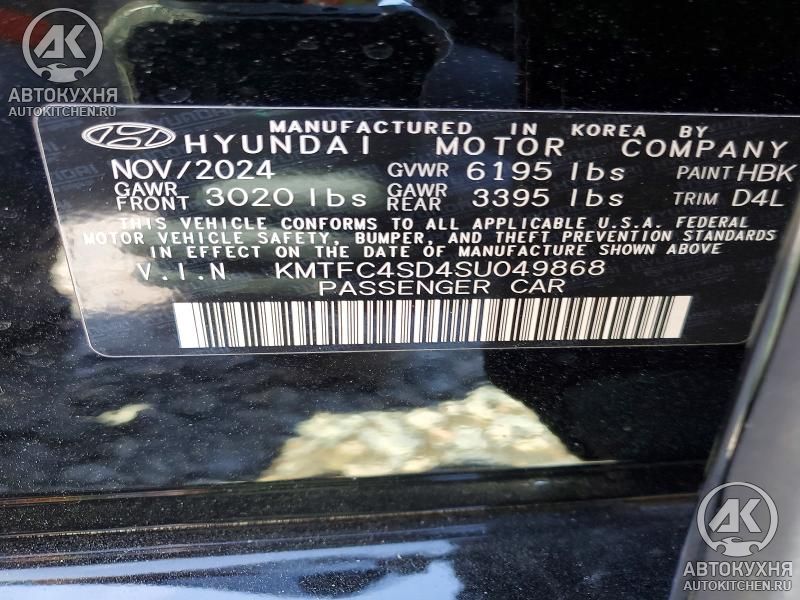 AK
АВТОКУХНЯ
AUTOKITCHEN.RU
MANUFACTURED IN KOREA BY
HYUNDAI MOTOR COMPANY
NOV/2024 GVWR 6195 lbs PAINT HBK
GAWR FRONT 3020 lbs GAWR REAR 3395 lbs TRIM D4L
THIS VEHICLE CONFORMS TO ALL APPLICABLE U.S.A. FEDERAL
MOTOR VEHICLE SAFETY, BUMPER, AND THEFT PREVENTION STANDARDS
IN EFFECT ON THE DATE OF MANUFACTURE SHOWN ABOVE
V.I.N KMTFC4SD4SU049868
PASSENGER CAR
AK
АВТОКУХНЯ
AUTOKITCHEN.RU